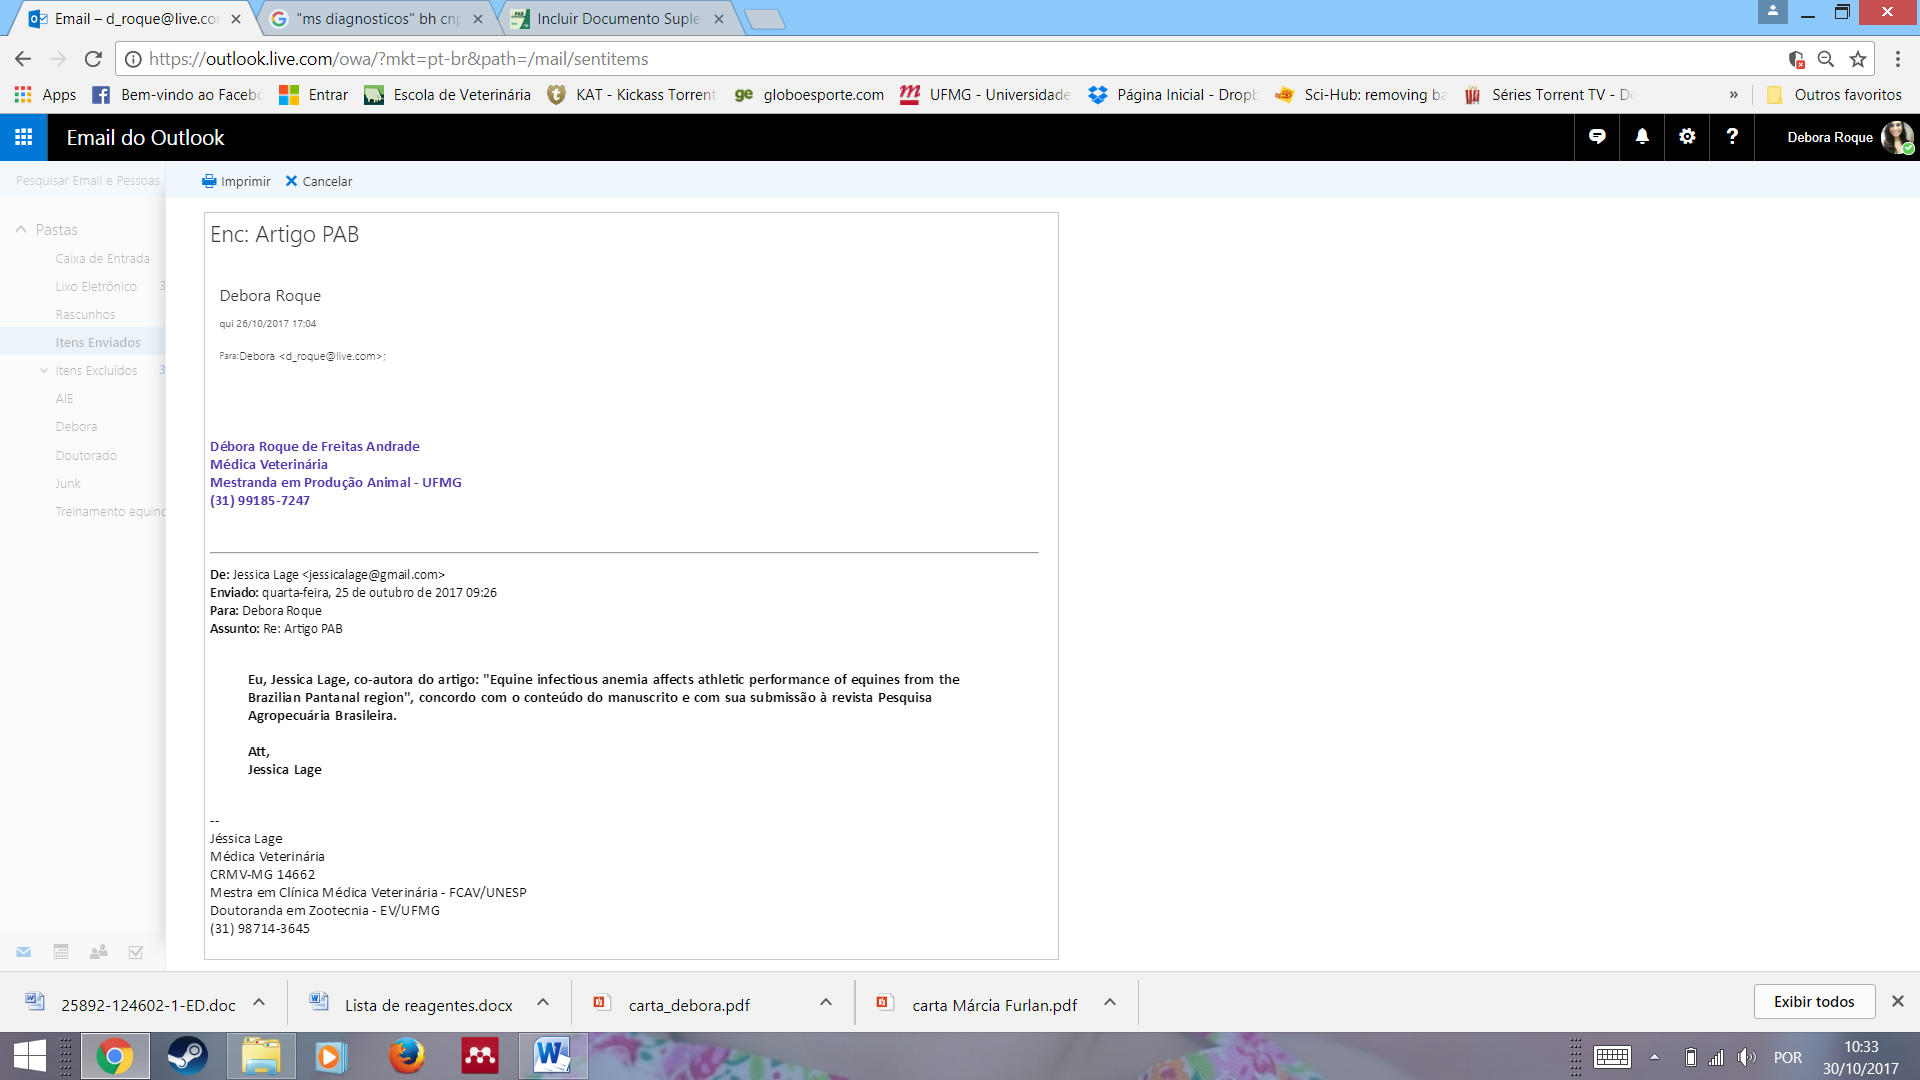 Email – d_roque@live.co
"ms diagnosticos" bh cnp
Incluir Documento Suple
https://outlook.live.com/owa/?mkt=pt-br&path=/mail/sentitems
Apps
Bem-vindo ao Facebo
Entrar
Escola de Veterinária
KAT - Kickass Torrent
ge globoesporte.com
UFMG - Universidade
Página Inicial - Dropb
Sci-Hub: removing ba
Séries Torrent TV - Do
»
Outros favoritos
Email do Outlook
?
Debora Roque
Pesquisar Email e Pessoas
Imprimir
Cancelar
Pastas
Caixa de Entrada
Lixo Eletrônico 3
Rascunhos
Itens Enviados
Itens Excluídos 3
AIE
Debora
Doutorado
Junk
Treinamento equino
Enc: Artigo PAB
Debora Roque
qui 26/10/2017 17:04
Para:Debora <d_roque@live.com>;
Débora Roque de Freitas Andrade
Médica Veterinária
Mestranda em Produção Animal - UFMG
(31) 99185-7247
De: Jessica Lage <jessicalage@gmail.com>
Enviado: quarta-feira, 25 de outubro de 2017 09:26
Para: Debora Roque
Assunto: Re: Artigo PAB
Eu, Jessica Lage, co-autora do artigo: "Equine infectious anemia affects athletic performance of equines from the
Brazilian Pantanal region", concordo com o conteúdo do manuscrito e com sua submissão à revista Pesquisa
Agropecuária Brasileira.
Att,
Jessica Lage
--
Jéssica Lage
Médica Veterinária
CRMV-MG 14662
Mestra em Clínica Médica Veterinária - FCAV/UNESP
Doutoranda em Zootecnia - EV/UFMG
(31) 98714-3645
25892-124602-1-ED.doc
Lista de reagentes.docx
carta_debora.pdf
carta Márcia Furlan.pdf
Exibir todos
POR
10:33
30/10/2017